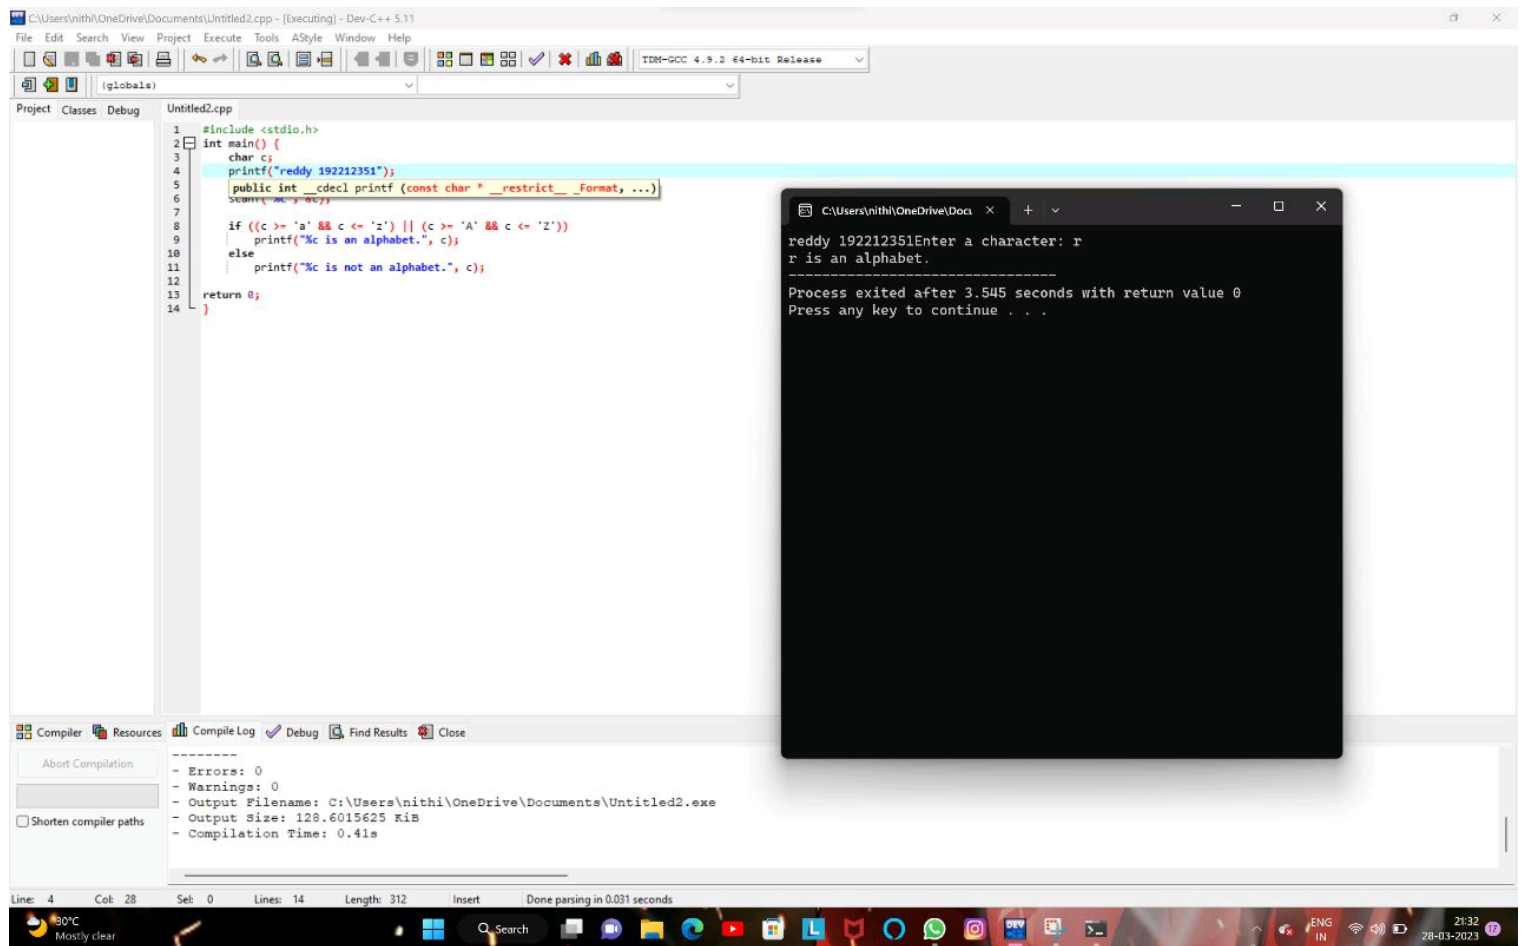 C:\Users\nithi\OneDrive\Documents\Untitled2.cpp - [Executing] - Dev-C++ 5.11
File Edit Search View Project Execute Tools AStyle Window Help
TDM-GCC 4.9.2 64-bit Release
(globals)
Project Classes Debug Untitled2.cpp
1 #include <stdio.h>
2 int main() {
3 char c;
4 printf("reddy 192212351");
5 public int __cdecl printf (const char * __restrict__ _Format, ...)
6
7
8 if ((c >= 'a' && c <= 'z') || (c >= 'A' && c <= 'Z'))
9 printf("%c is an alphabet.", c);
10 else
11 printf("%c is not an alphabet.", c);
12
13 return 0;
14 }
C:\Users\nithi\OneDrive\Docu
reddy 192212351Enter a character: r
r is an alphabet.
--------------------------------
Process exited after 3.545 seconds with return value 0
Press any key to continue . . .
Compiler Resources Compile Log Debug Find Results Close
Abort Compilation
Shorten compiler paths
--------
- Errors: 0
- Warnings: 0
- Output Filename: C:\Users\nithi\OneDrive\Documents\Untitled2.exe
- Output Size: 128.6015625 KiB
- Compilation Time: 0.41s
Line: 4 Col: 28 Sel: 0 Lines: 14 Length: 312 Insert Done parsing in 0.031 seconds
30°C
Mostly clear
Search
DEV
ENG
IN
21:32
28-03-2023
17